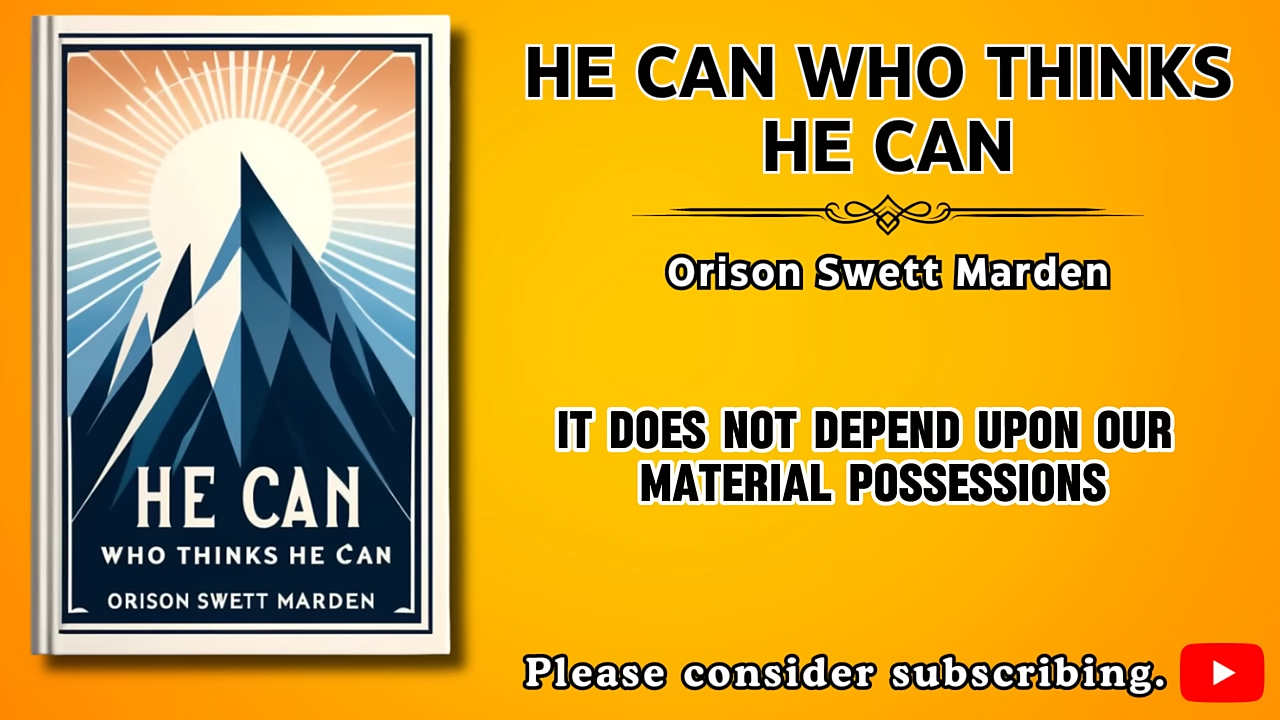 HE CAN
WHO THINKS HE CAN
ORISON SWETT MARDEN
HE CAN WHO THINKS
HE CAN
Orison Swett Marden
IT DOES NOT DEPEND UPON OUR
MATERIAL POSSESSIONS
Please consider subscribing.